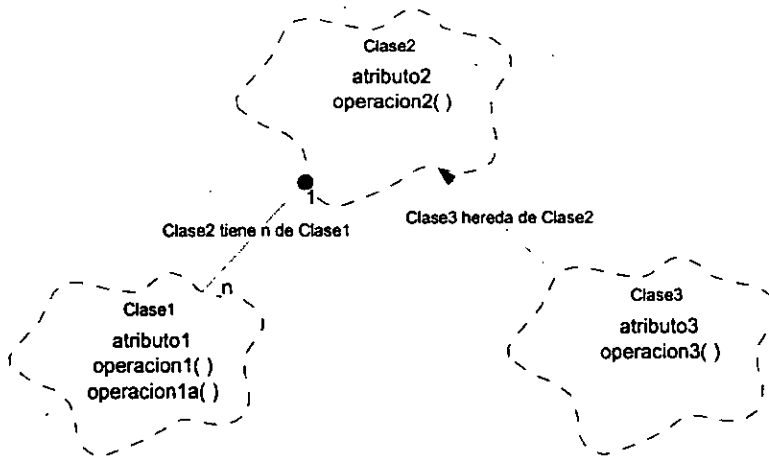 Clase2
atributo2
operacion2( )
1
Clase2 tiene n de Clase1
Clase3 hereda de Clase2
n
Clase1
atributo1
operacion1( )
operacion1a( )
Clase3
atributo3
operacion3( )